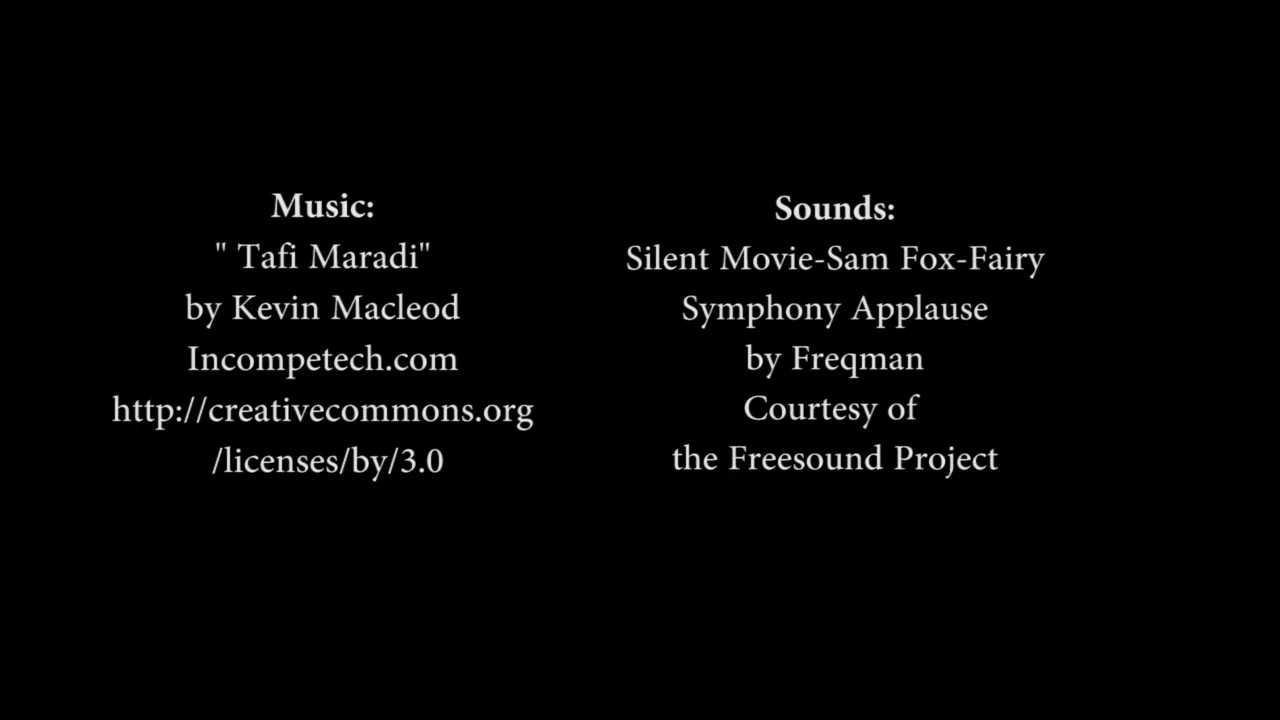 Music:
" Tafi Maradi"
by Kevin Macleod
Incompetech.com
http://creativecommons.org
/licenses/by/3.0
Sounds:
Silent Movie-Sam Fox-Fairy
Symphony Applause
by Freqman
Courtesy of
the Freesound Project